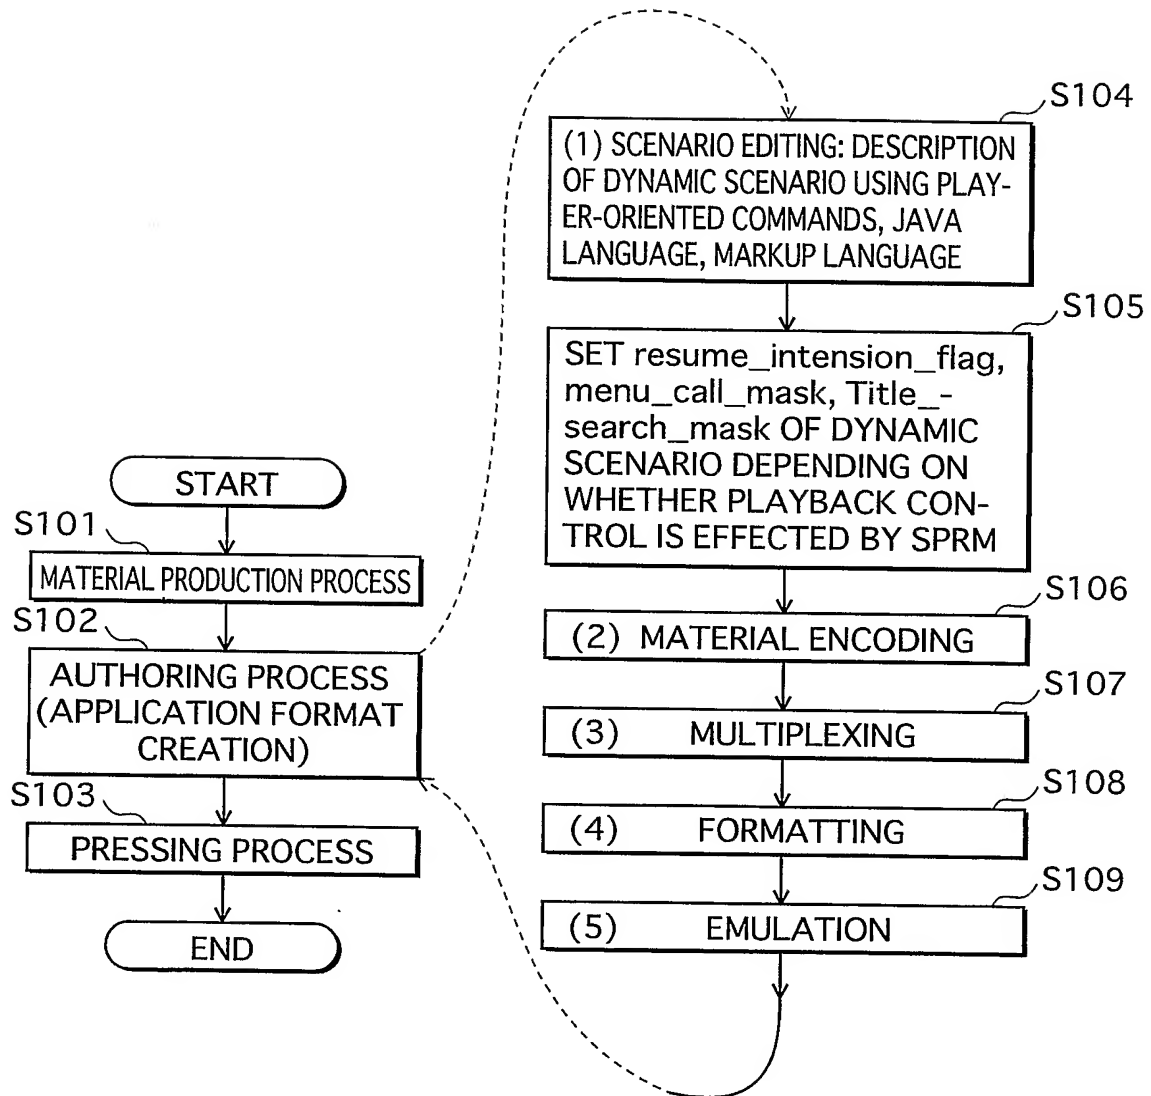 START
S101
MATERIAL PRODUCTION PROCESS
S102
AUTHORING PROCESS
(APPLICATION FORMAT
CREATION)
S103
PRESSING PROCESS
END
S104
(1) SCENARIO EDITING: DESCRIPTION
OF DYNAMIC SCENARIO USING PLAY-
ER-ORIENTED COMMANDS, JAVA
LANGUAGE, MARKUP LANGUAGE
S105
SET resume_intension_flag,
menu_call_mask, Title_-
search_mask OF DYNAMIC
SCENARIO DEPENDING ON
WHETHER PLAYBACK CON-
TROL IS EFFECTED BY SPRM
S106
(2) MATERIAL ENCODING
S107
(3) MULTIPLEXING
S108
(4) FORMATTING
S109
(5) EMULATION